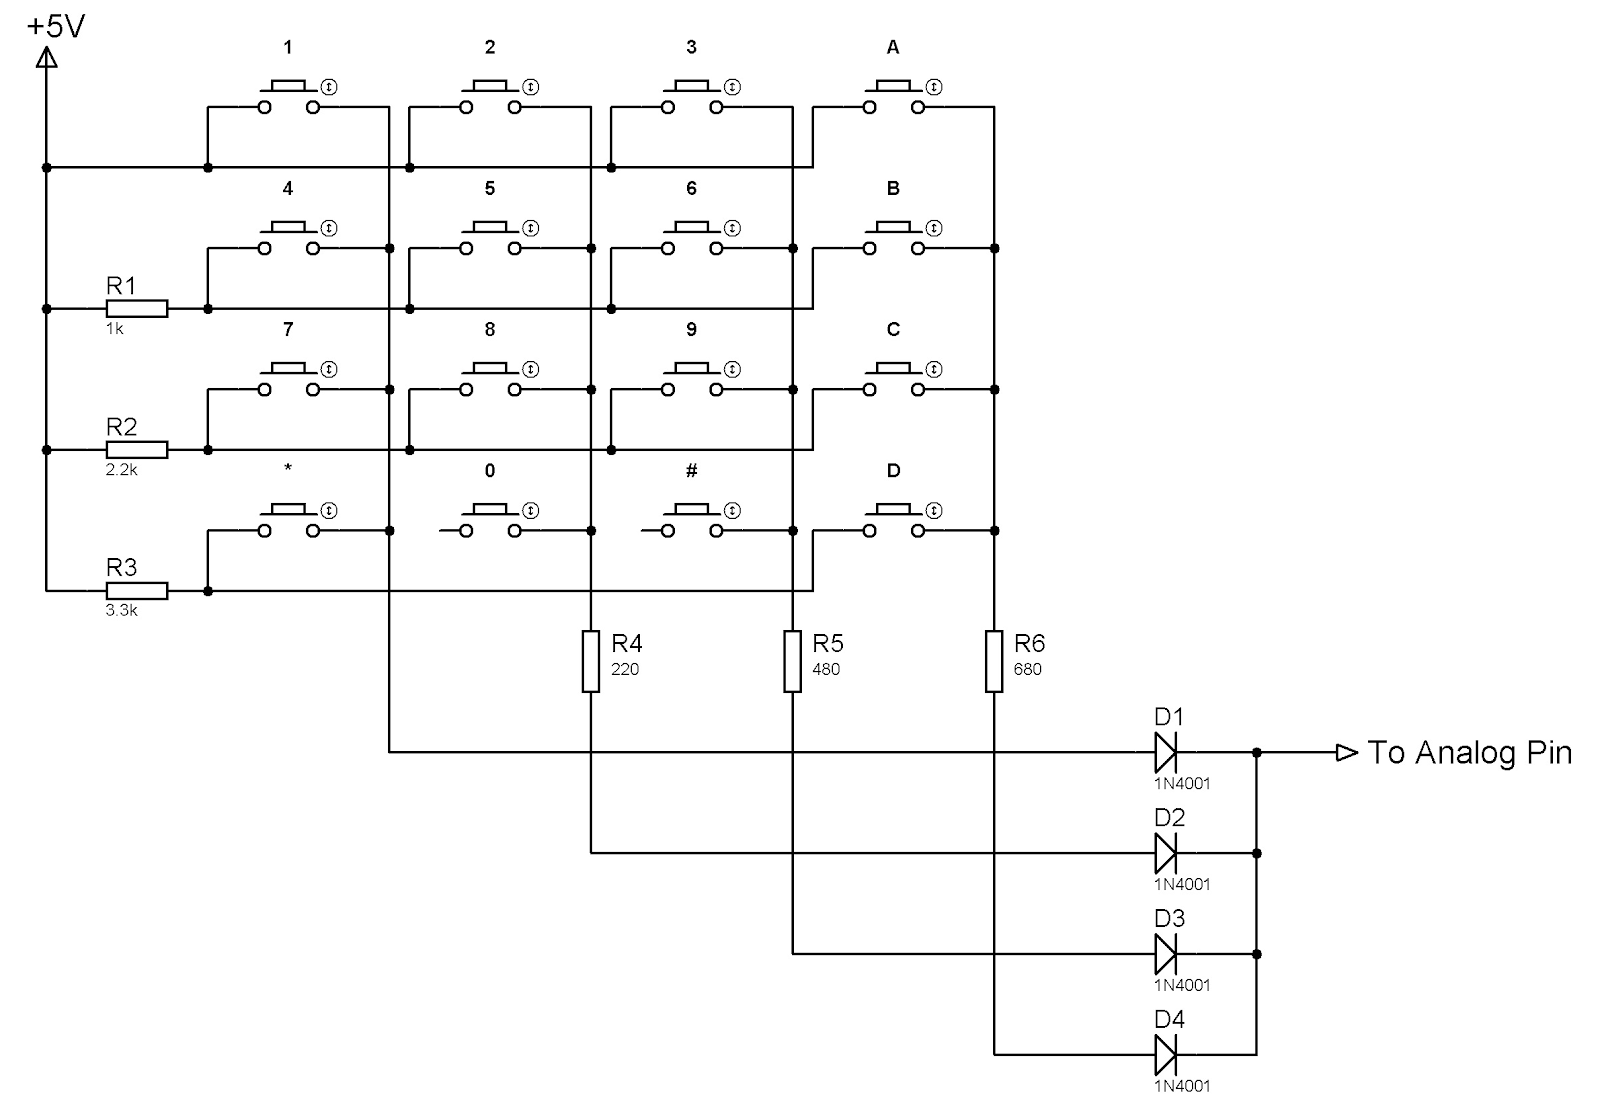 +5V
1 2 3 A
4 5 6 B
R1
1k
7 8 9 C
R2
2.2k
* 0 # D
R3
3.3k
R4
220
R5
480
R6
680
D1
1N4001
To Analog Pin
D2
1N4001
D3
1N4001
D4
1N4001